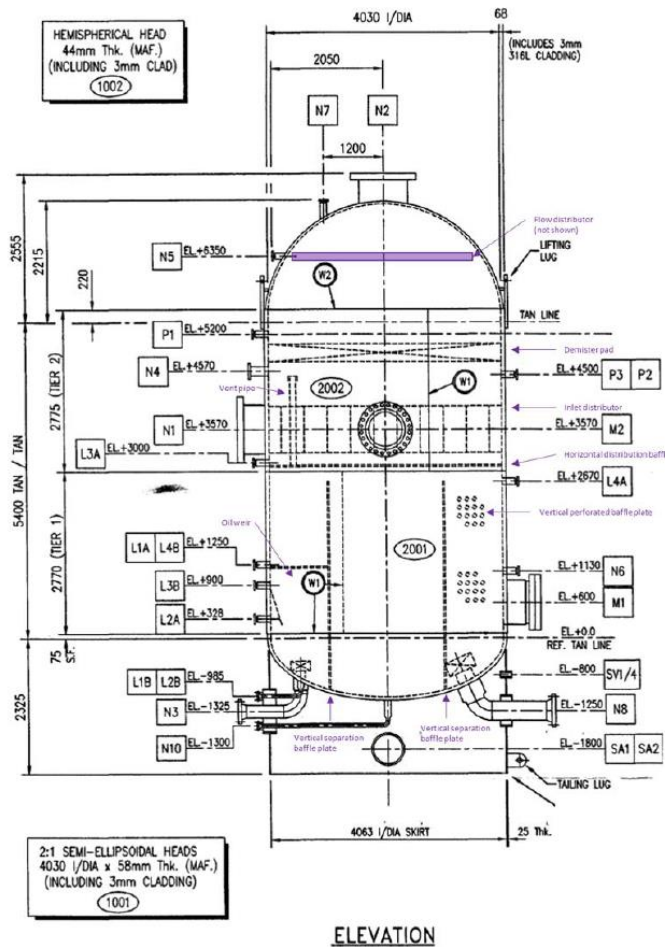 HEMISPHERICAL HEAD
44mm Thk. (MAF.)
(INCLUDING 3mm CLAD)
1002
4030 I/DIA
68
(INCLUDES 3mm
316L CLADDING)
2050
N7
N2
1200
2555
2215
220
Flow distributor
(not shown)
N5
EL.+6350
W2
LIFTING
LUG
TAN LINE
P1
EL.+5200
Demister pad
N4
EL.+4570
EL.+4500
P3
P2
Vent pipe
2002
W1
2775 (TIER 2)
Inlet distributor
N1
EL.+3570
EL.+3570
M2
L3A
EL.+3000
Horizontal distribution baffl
EL.+2670
L4A
5400 TAN / TAN
Vertical perforated baffle plate
2770 (TIER 1)
Oil weir
L1A
L4B
EL.+1250
2001
EL.+1130
N6
L3B
EL.+900
W1
EL.+600
M1
L2A
EL.+328
EL.+0.0
REF. TAN LINE
75
S.F.
L1B
L2B
EL.-985
EL.-800
SV1/4
N3
EL.-1325
EL.-1250
N8
2325
N10
EL.-1300
Vertical separation
baffle plate
Vertical separation
baffle plate
EL.-1800
SA1
SA2
TAILING LUG
4063 I/DIA SKIRT
25 Thk.
2:1 SEMI-ELLIPSOIDAL HEADS
4030 I/DIA x 58mm Thk. (MAF.)
(INCLUDING 3mm CLADDING)
1001
ELEVATION